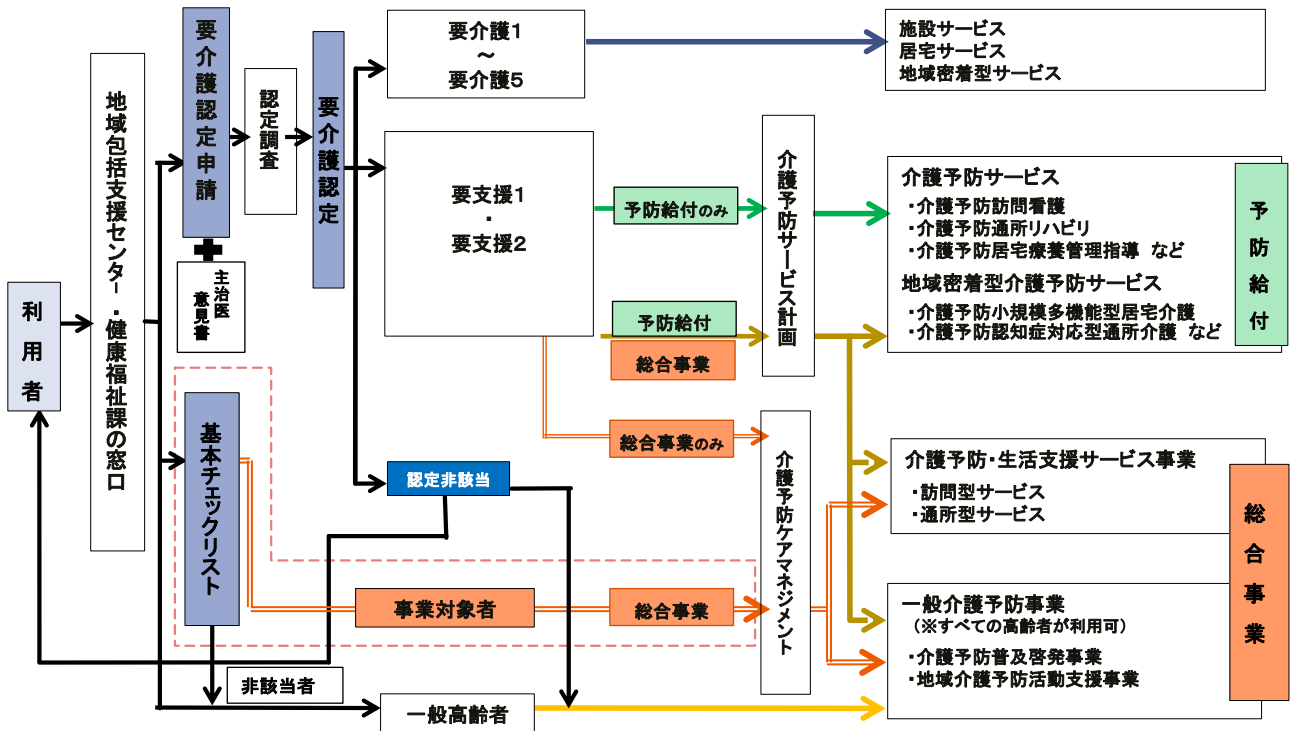 利用者
地域包括支援センター・健康福祉課の窓口
要介護認定申請
主治医
意見書
認定調査
要介護認定
要介護1
～
要介護5
施設サービス
居宅サービス
地域密着型サービス
要支援1
・
要支援2
予防給付のみ
予防給付
総合事業
総合事業のみ
介護予防サービス計画
介護予防サービス
・介護予防訪問看護
・介護予防通所リハビリ
・介護予防居宅療養管理指導 など
地域密着型介護予防サービス
・介護予防小規模多機能型居宅介護
・介護予防認知症対応型通所介護 など
予防給付
基本チェックリスト
認定非該当
事業対象者
総合事業
介護予防ケアマネジメント
介護予防・生活支援サービス事業
・訪問型サービス
・通所型サービス
一般介護予防事業
（※すべての高齢者が利用可）
・介護予防普及啓発事業
・地域介護予防活動支援事業
総合事業
非該当者
一般高齢者